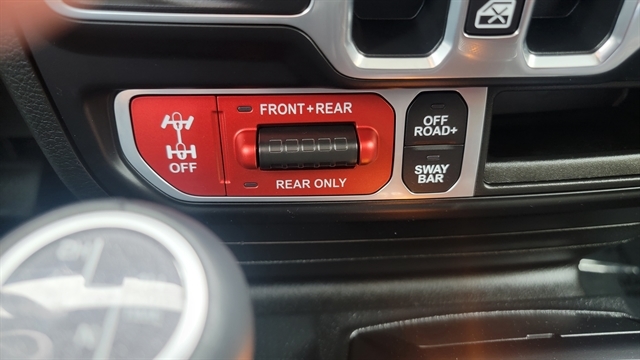 FRONT+REAR
OFF
REAR ONLY
OFF
ROAD+
SWAY
BAR
N